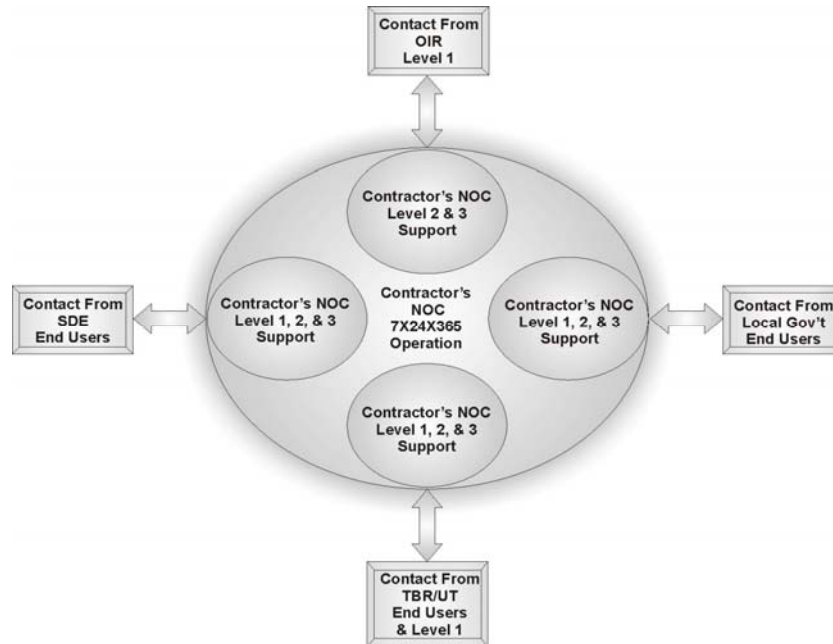 Contact From
OIR
Level 1
Contractor's NOC
Level 2 & 3
Support
Contact From
SDE
End Users
Contractor's NOC
Level 1, 2, & 3
Support
Contractor's
NOC
7X24X365
Operation
Contractor's NOC
Level 1, 2, & 3
Support
Contact From
Local Gov't
End Users
Contractor's NOC
Level 1, 2, & 3
Support
Contact From
TBR/UT
End Users
& Level 1